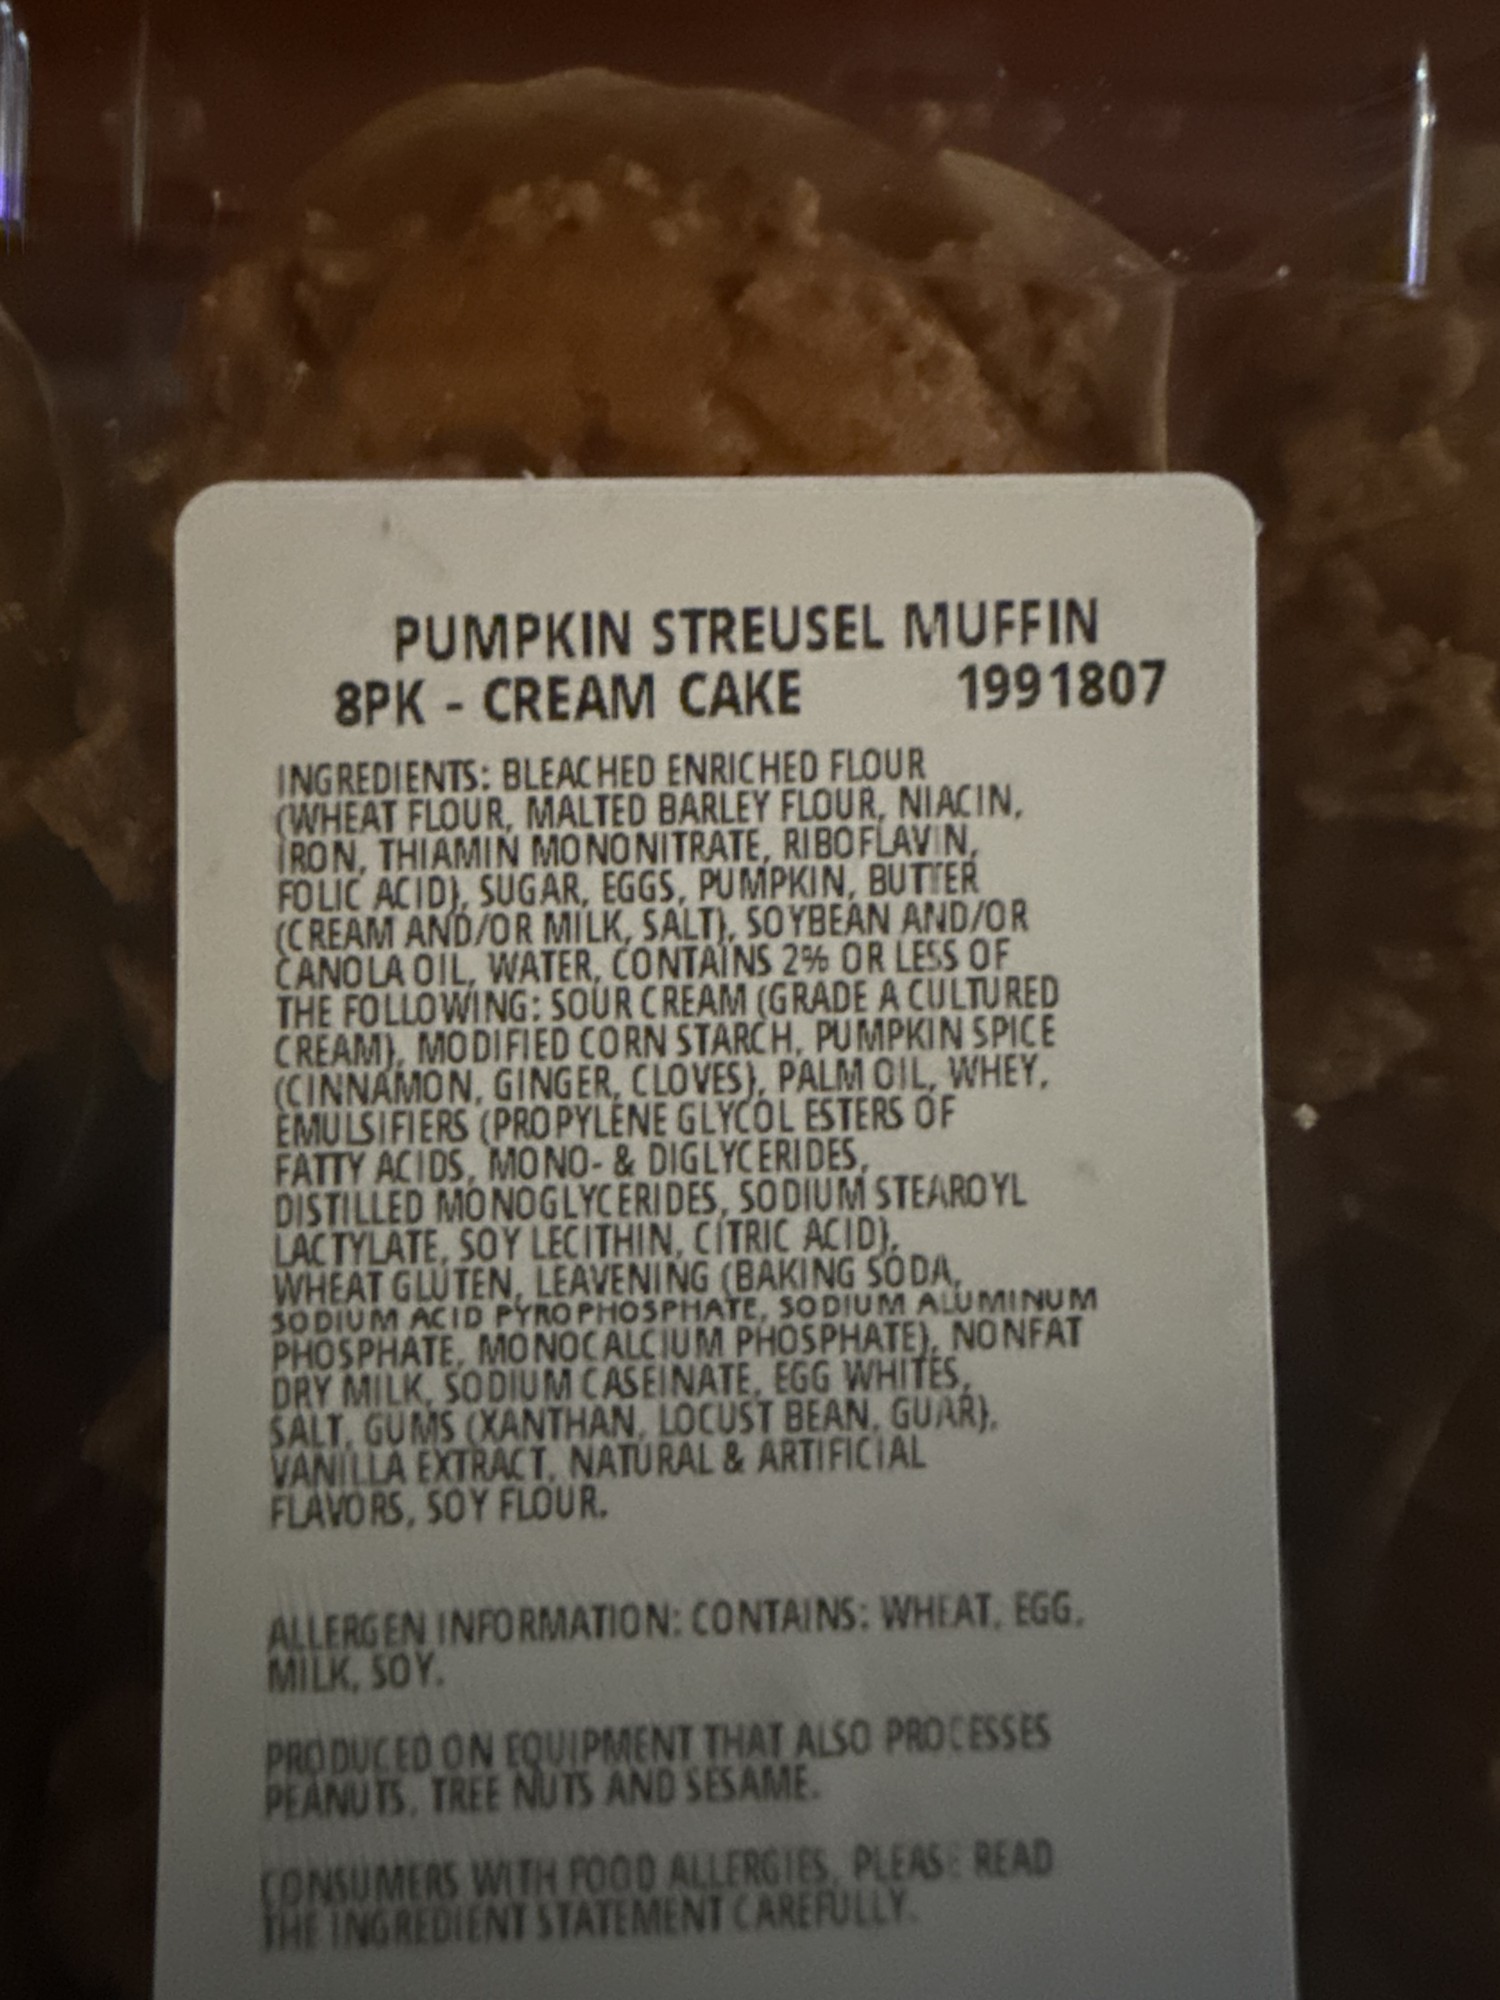 PUMPKIN STREUSEL MUFFIN
8PK - CREAM CAKE 1991807
INGREDIENTS: BLEACHED ENRICHED FLOUR
(WHEAT FLOUR, MALTED BARLEY FLOUR, NIACIN,
IRON, THIAMIN MONONITRATE, RIBOFLAVIN,
FOLIC ACID), SUGAR, EGGS, PUMPKIN, BUTTER
(CREAM AND/OR MILK, SALT), SOYBEAN AND/OR
CANOLA OIL, WATER, CONTAINS 2% OR LESS OF
THE FOLLOWING: SOUR CREAM (GRADE A CULTURED
CREAM), MODIFIED CORN STARCH, PUMPKIN SPICE
(CINNAMON, GINGER, CLOVES), PALM OIL, WHEY,
EMULSIFIERS (PROPYLENE GLYCOL ESTERS OF
FATTY ACIDS, MONO- & DIGLYCERIDES,
DISTILLED MONOGLYCERIDES, SODIUM STEAROYL
LACTYLATE, SOY LECITHIN, CITRIC ACID),
WHEAT GLUTEN, LEAVENING (BAKING SODA,
SODIUM ACID PYROPHOSPHATE, SODIUM ALUMINUM
PHOSPHATE, MONOCALCIUM PHOSPHATE), NONFAT
DRY MILK, SODIUM CASEINATE, EGG WHITES,
SALT, GUMS (XANTHAN, LOCUST BEAN, GUAR),
VANILLA EXTRACT, NATURAL & ARTIFICIAL
FLAVORS, SOY FLOUR.
ALLERGEN INFORMATION: CONTAINS: WHEAT, EGG,
MILK, SOY.
PRODUCED ON EQUIPMENT THAT ALSO PROCESSES
PEANUTS, TREE NUTS AND SESAME.
CONSUMERS WITH FOOD ALLERGIES, PLEASE READ
THE INGREDIENT STATEMENT CAREFULLY.